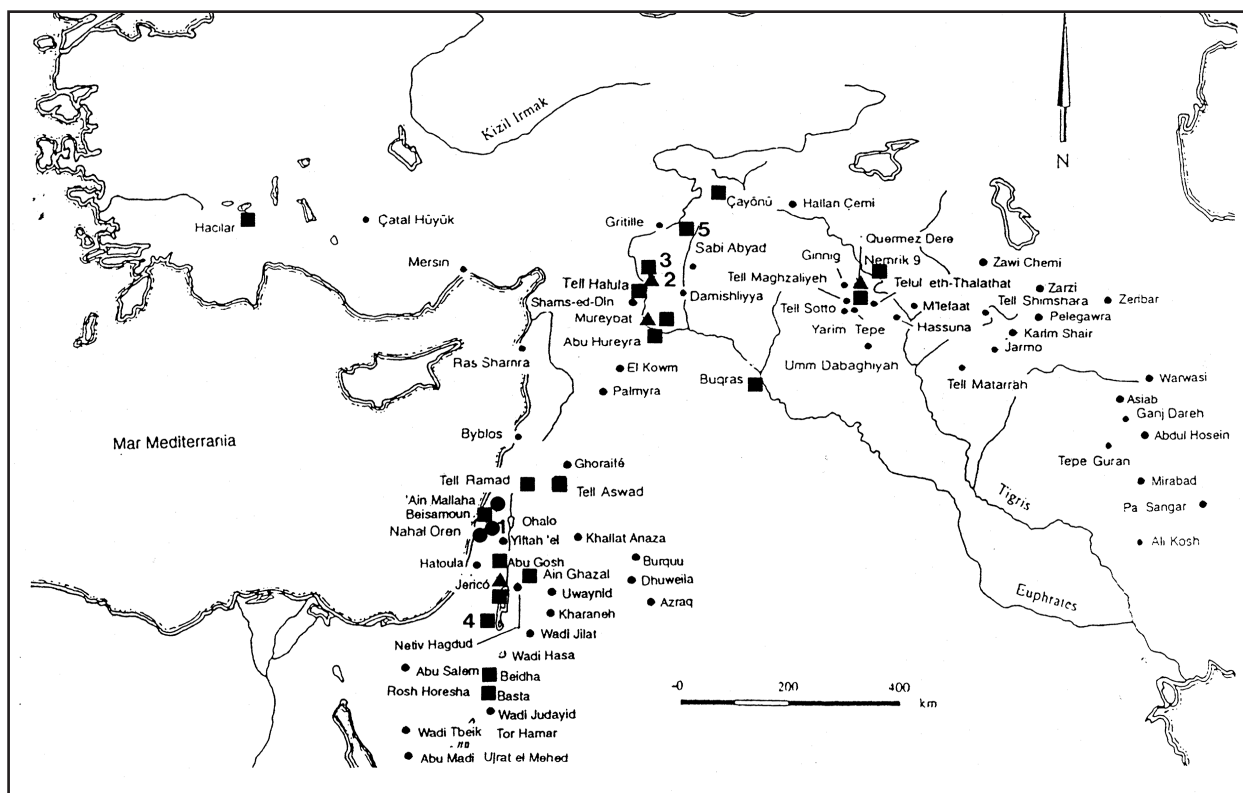 Kizil Irmak
N
Hacılar
Çatal Hüyük
Mersin
Gritille
Çayönü
Hallan Çemi
5
Sabi Abyad
3
2
Tell Halula
Shams-ed-Din
Damishliyya
Mureybat
Abu Hureyra
Quermez Dere
Ginnig
Nemrik 9
Tell Maghzaliyeh
Telul eth-Thalathat
Tell Sotto
M'lefaat
Yarim Tepe
Hassuna
Umm Dabaghiyah
Zawi Chemi
Zarzi
Tell Shimshara
Zeribar
Pelegawra
Karim Shair
Jarmo
Tell Matarrah
Ras Shamra
El Kowm
Palmyra
Buqras
Warwasi
Asiab
Ganj Dareh
Abdul Hosein
Tepe Guran
Mirabad
Pa Sangar
Ali Kosh
Mar Mediterrania
Byblos
Ghoraifé
Tell Ramad
Tell Aswad
'Ain Mallaha
Beisamoun
1
Ohalo
Nahal Oren
Yiftah 'el
Khallat Anaza
Hatoula
Abu Gosh
Ain Ghazal
Burquu
Jericó
Uwaynid
Dhuweila
Kharaneh
Azraq
4
Wadi Jilat
Netiv Hagdud
Wadi Hasa
Abu Salem
Beidha
Rosh Horesha
Basta
Wadi Judayid
Wadi Tbeik
Tor Hamar
Abu Madi
Ujrat el Mehed
Tigris
Euphrates
-0
200
400
km